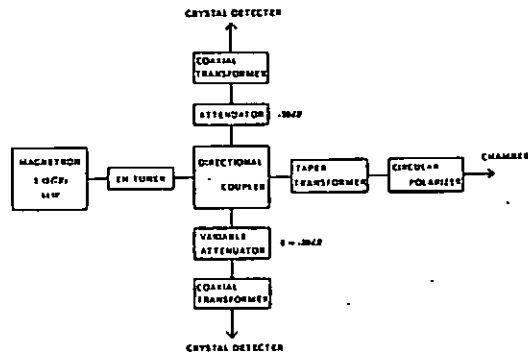 CRYSTAL DETECTER
COAXIAL
TRANSFORMER
ATTENUATOR
MAGNETRON
DIRECTIONAL
COUPLER
TAPER
TRANSFORMER
CIRCULAR
POLARIZER
CHAMBER
TUNER
VARIABLE
ATTENUATOR
COAXIAL
TRANSFORMER
CRYSTAL DETECTER